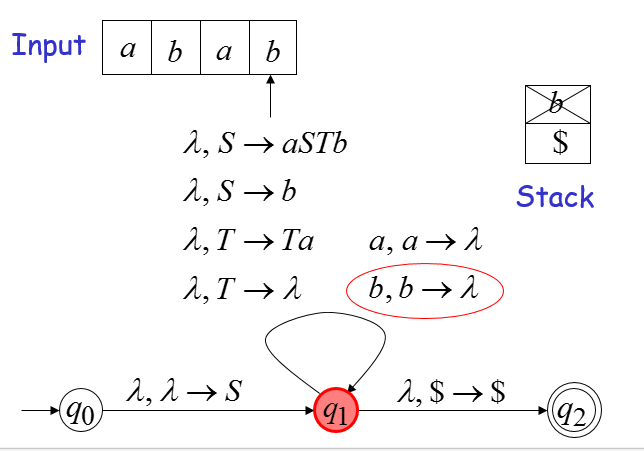 Input a b a b
b
$
Stack
λ, S → aSTb
λ, S → b
λ, T → Ta a, a → λ
λ, T → λ b, b → λ
λ, λ → S λ, $ → $
q0 q1 q2